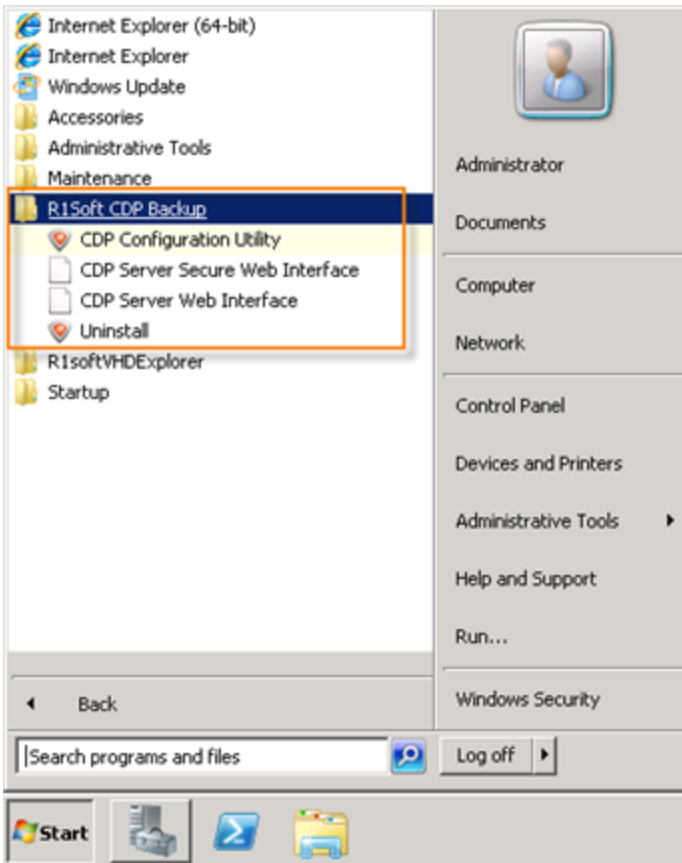 Internet Explorer (64-bit)
Internet Explorer
Windows Update
Accessories
Administrative Tools
Maintenance
R1Soft CDP Backup
CDP Configuration Utility
CDP Server Secure Web Interface
CDP Server Web Interface
Uninstall
R1softVHDExplorer
Startup
Back
Search programs and files
Administrator
Documents
Computer
Network
Control Panel
Devices and Printers
Administrative Tools
Help and Support
Run...
Windows Security
Log off
Start